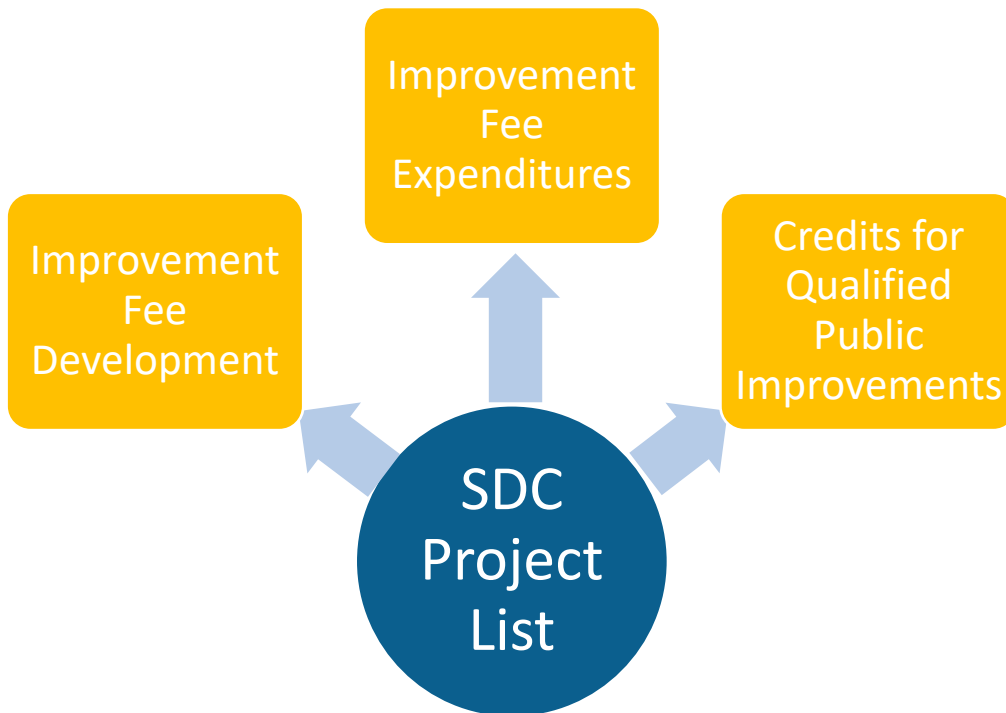 Improvement
Fee
Expenditures
Improvement
Fee
Development
Credits for
Qualified
Public
Improvements
SDC
Project
List